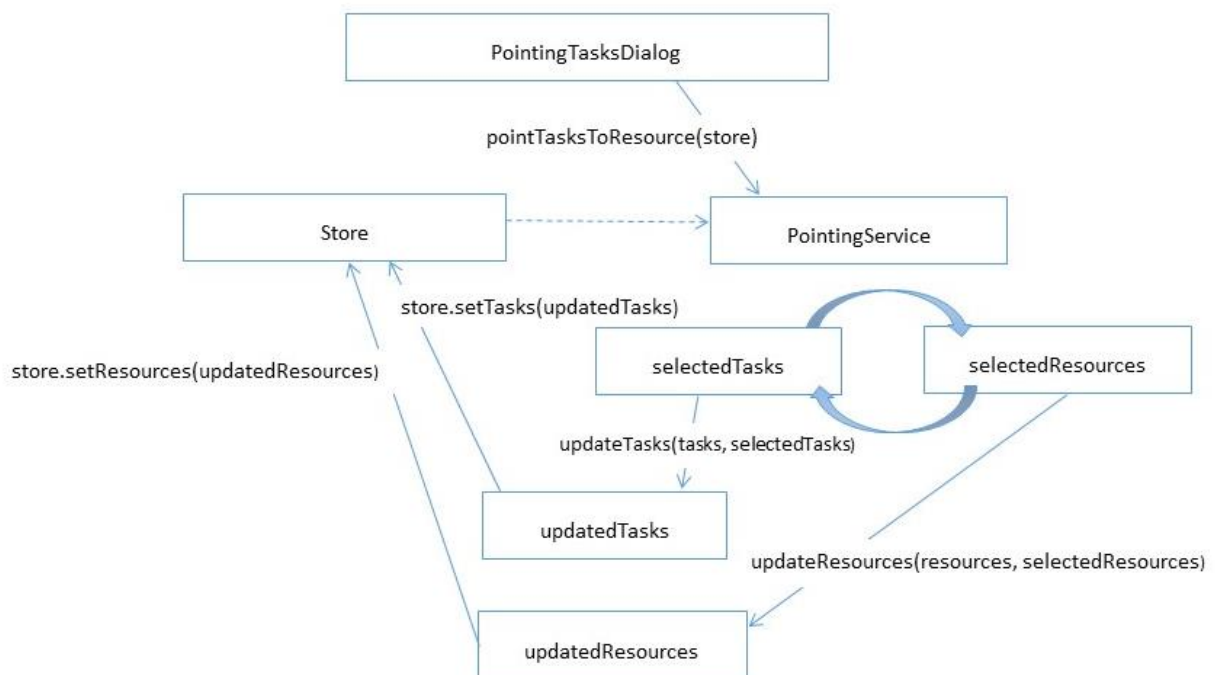 PointingTasksDialog
pointTasksToResource(store)
Store
PointingService
store.setTasks(updatedTasks)
store.setResources(updatedResources)
selectedTasks
selectedResources
updateTasks(tasks, selectedTasks)
updatedTasks
updateResources(resources, selectedResources)
updatedResources